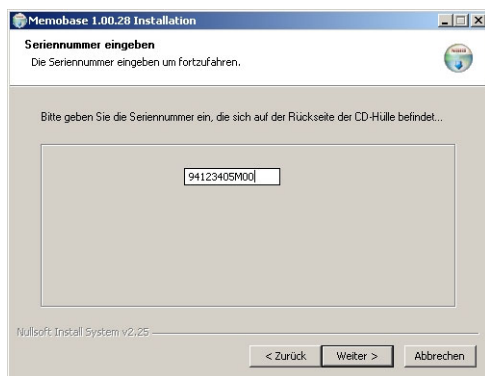 Memobase 1.00.28 Installation
Seriennummer eingeben
Die Seriennummer eingeben um fortzufahren.
Bitte geben Sie die Seriennummer ein, die sich auf der Rückseite der CD-Hülle befindet...
94123405M00
Nullsoft Install System v2.25
< Zurück Weiter > Abbrechen